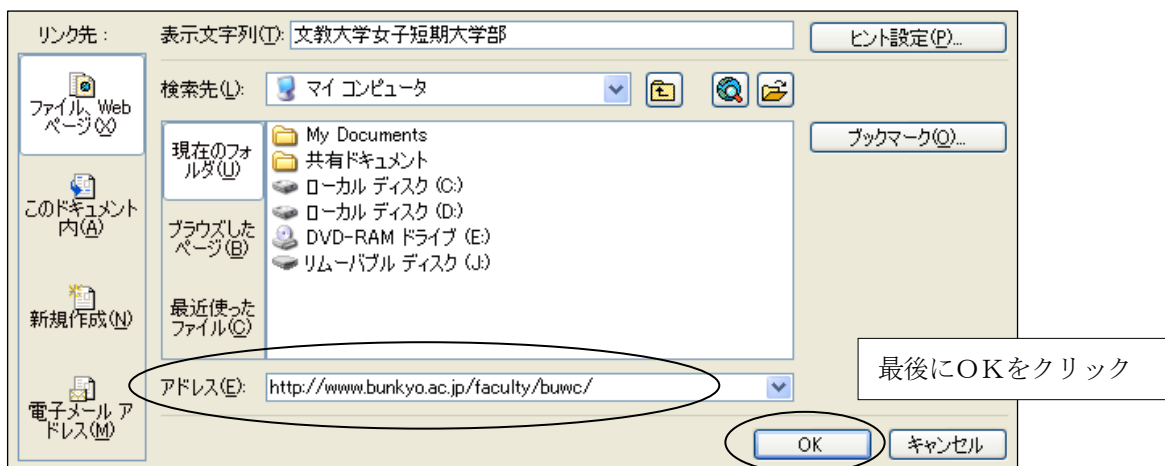 リンク先:
表示文字列(T): 文教大学女子短期大学部
ヒント設定(P)...
ファイル、Web
ページ(X)
検索先(L): マイ コンピュータ
現在のフォ
ルダ(U)
My Documents
共有ドキュメント
ローカル ディスク (C:)
ローカル ディスク (D:)
DVD-RAM ドライブ (E:)
リムーバブル ディスク (J:)
ブックマーク(O)...
このドキュメント
内(A)
ブラウズした
ページ(B)
新規作成(N)
最近使った
ファイル(C)
最後にOKをクリック
電子メール ア
ドレス(M)
アドレス(E): http://www.bunkyo.ac.jp/faculty/buwc/
OK
キャンセル